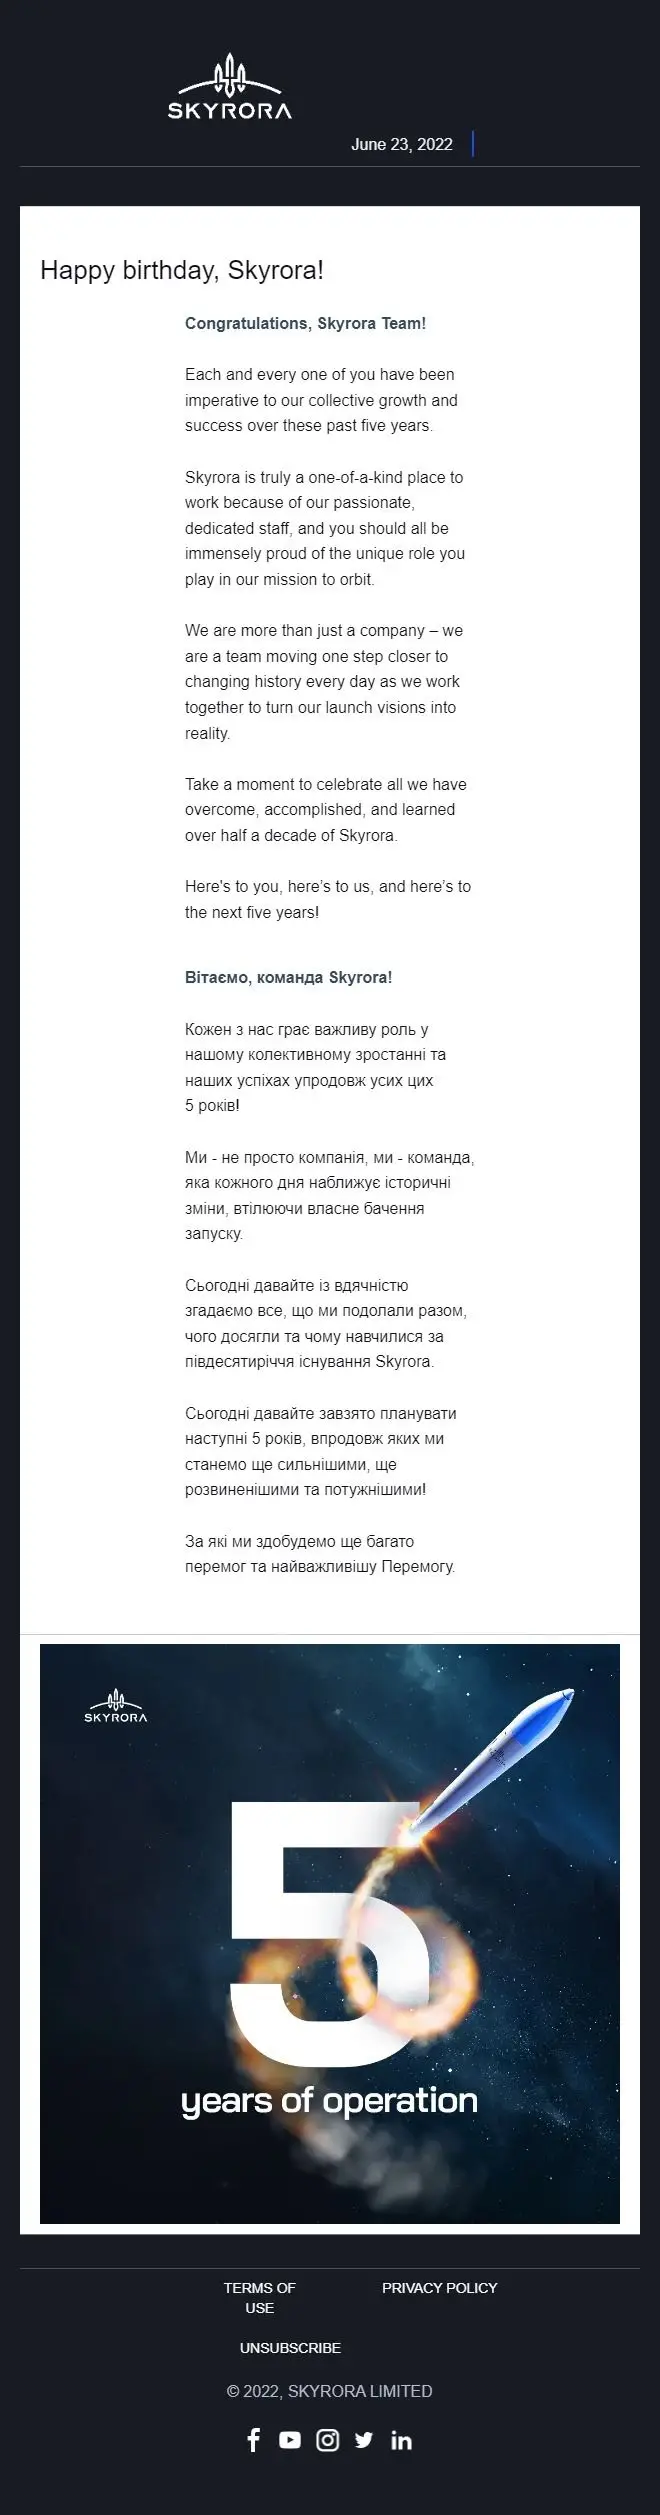 SKYRORA
June 23, 2022
Happy birthday, Skyrora!
Congratulations, Skyrora Team!
Each and every one of you have been
imperative to our collective growth and
success over these past five years.
Skyrora is truly a one-of-a-kind place to
work because of our passionate,
dedicated staff, and you should all be
immensely proud of the unique role you
play in our mission to orbit.
We are more than just a company – we
are a team moving one step closer to
changing history every day as we work
together to turn our launch visions into
reality.
Take a moment to celebrate all we have
overcome, accomplished, and learned
over half a decade of Skyrora.
Here's to you, here’s to us, and here’s to
the next five years!
Вітаємо, команда Skyrora!
Кожен з нас грає важливу роль у
нашому колективному зростанні та
наших успіхах упродовж усих цих
5 років!
Ми - не просто компанія, ми - команда,
яка кожного дня наближує історичні
зміни, втілюючи власне бачення
запуску.
Сьогодні давайте із вдячністю
згадаємо все, що ми подолали разом,
чого досягли та чому навчилися за
півдесятиріччя існування Skyrora.
Сьогодні давайте завзято планувати
наступні 5 років, впродовж яких ми
станемо ще сильнішими, ще
розвиненішими та потужнішими!
За які ми здобудемо ще багато
перемог та найважливішу Перемогу.
SKYRORA
5
years of operation
TERMS OF
USE
PRIVACY POLICY
UNSUBSCRIBE
© 2022, SKYRORA LIMITED